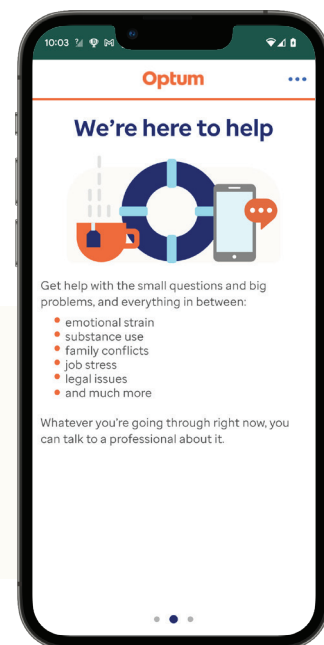 10:03
Optum
We're here to help
Get help with the small questions and big
problems, and everything in between:
• emotional strain
• substance use
• family conflicts
• job stress
• legal issues
• and much more
Whatever you're going through right now, you
can talk to a professional about it.